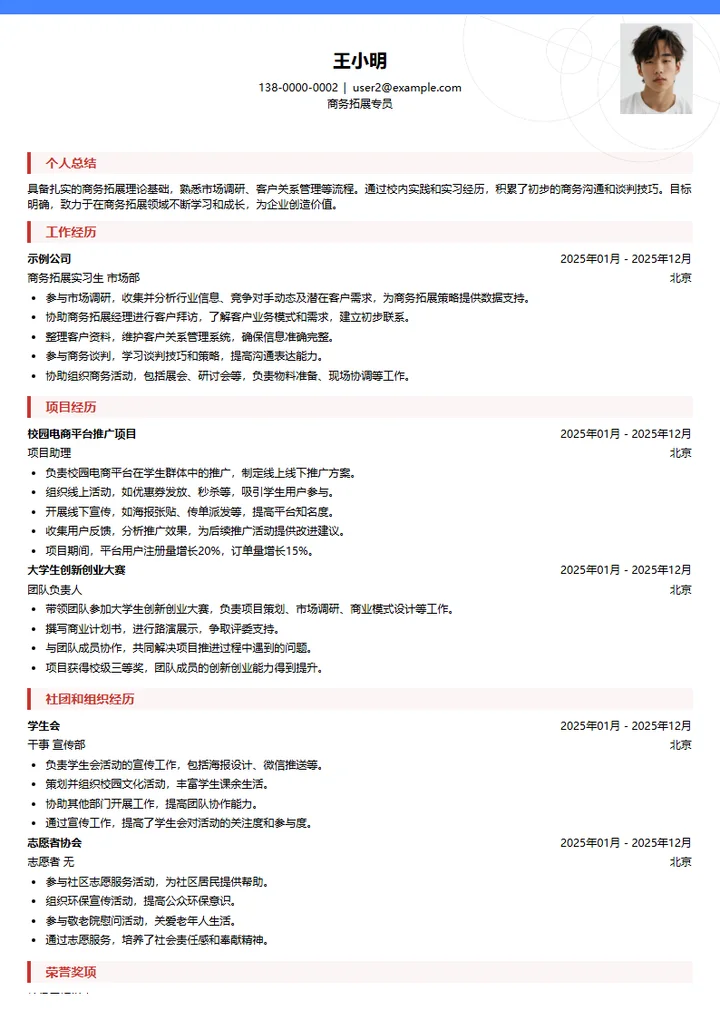 王小明
138-0000-0002 | user2@example.com
商务拓展专员
个人总结
具备扎实的商务拓展理论基础，熟悉市场调研、客户关系管理等流程。通过校内实践和实习经历，积累了初步的商务沟通和谈判技巧。目标
明确，致力于在商务拓展领域不断学习和成长，为企业创造价值。
工作经历
示例公司 2025年01月 - 2025年12月
商务拓展实习生 市场部 北京
• 参与市场调研，收集并分析行业信息、竞争对手动态及潜在客户需求，为商务拓展策略提供数据支持。
• 协助商务拓展经理进行客户拜访，了解客户业务模式和需求，建立初步联系。
• 整理客户资料，维护客户关系管理系统，确保信息准确完整。
• 参与商务谈判，学习谈判技巧和策略，提高沟通表达能力。
• 协助组织商务活动，包括展会、研讨会等，负责物料准备、现场协调等工作。
项目经历
校园电商平台推广项目 2025年01月 - 2025年12月
项目助理 北京
• 负责校园电商平台在学生群体中的推广，制定线上线下推广方案。
• 组织线上活动，如优惠券发放、秒杀等，吸引学生用户参与。
• 开展线下宣传，如海报张贴、传单派发等，提高平台知名度。
• 收集用户反馈，分析推广效果，为后续推广活动提供改进建议。
• 项目期间，平台用户注册量增长20%，订单量增长15%。
大学生创新创业大赛 2025年01月 - 2025年12月
团队负责人 北京
• 带领团队参加大学生创新创业大赛，负责项目策划、市场调研、商业模式设计等工作。
• 撰写商业计划书，进行路演展示，争取评委支持。
• 与团队成员协作，共同解决项目推进过程中遇到的问题。
• 项目获得校级三等奖，团队成员的创新创业能力得到提升。
社团和组织经历
学生会 2025年01月 - 2025年12月
干事 宣传部 北京
• 负责学生会活动的宣传工作，包括海报设计、微信推送等。
• 策划并组织校园文化活动，丰富学生课余生活。
• 协助其他部门开展工作，提高团队协作能力。
• 通过宣传工作，提高了学生会对活动的关注度和参与度。
志愿者协会 2025年01月 - 2025年12月
志愿者 无 北京
• 参与社区志愿服务活动，为社区居民提供帮助。
• 组织环保宣传活动，提高公众环保意识。
• 参与敬老院慰问活动，关爱老年人生活。
• 通过志愿服务，培养了社会责任感和奉献精神。
荣誉奖项